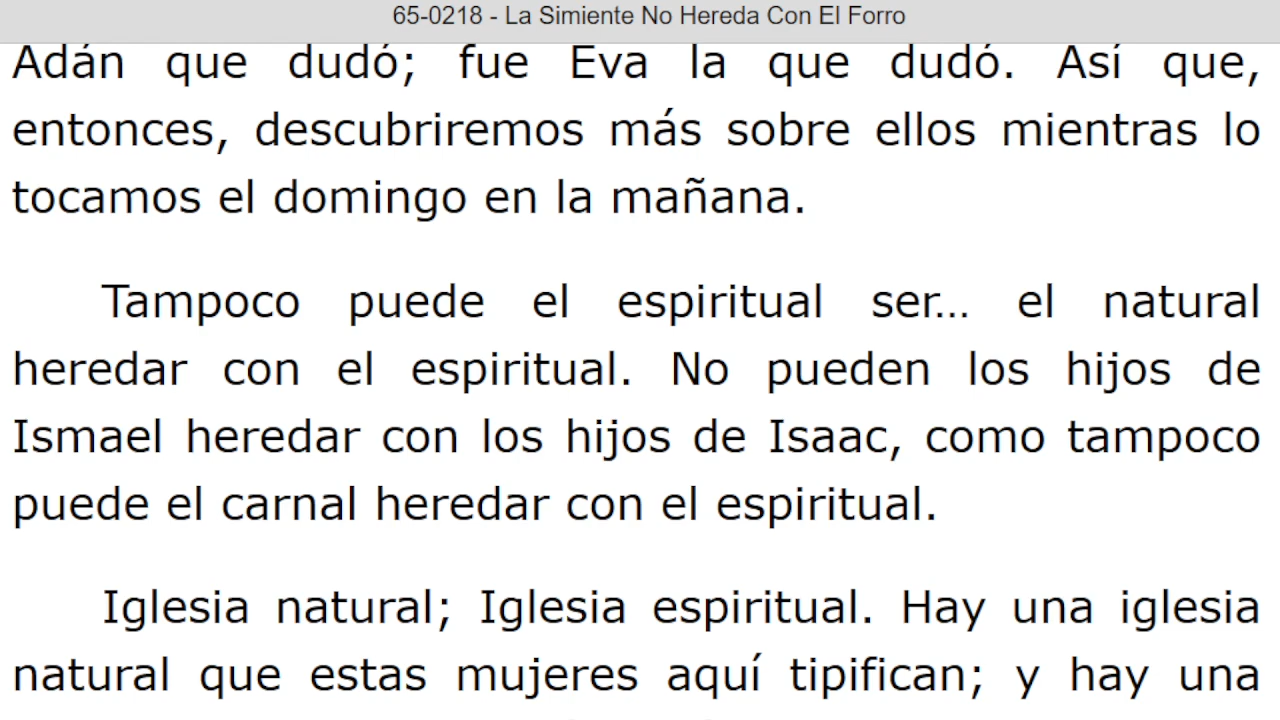 65-0218 - La Simiente No Hereda Con El Forro
Adán que dudó; fue Eva la que dudó. Así que,
entonces, descubriremos más sobre ellos mientras lo
tocamos el domingo en la mañana.
Tampoco puede el espiritual ser... el natural
heredar con el espiritual. No pueden los hijos de
Ismael heredar con los hijos de Isaac, como tampoco
puede el carnal heredar con el espiritual.
Iglesia natural; Iglesia espiritual. Hay una iglesia
natural que estas mujeres aquí tipifican; y hay una